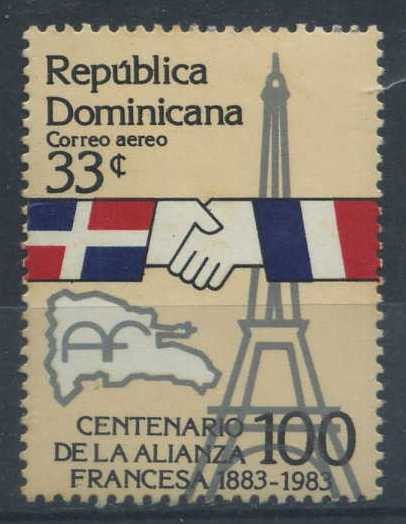 República
Dominicana
Correo aereo
33¢
AF
CENTENARIO 100
DE LA ALIANZA
FRANCESA 1883-1983